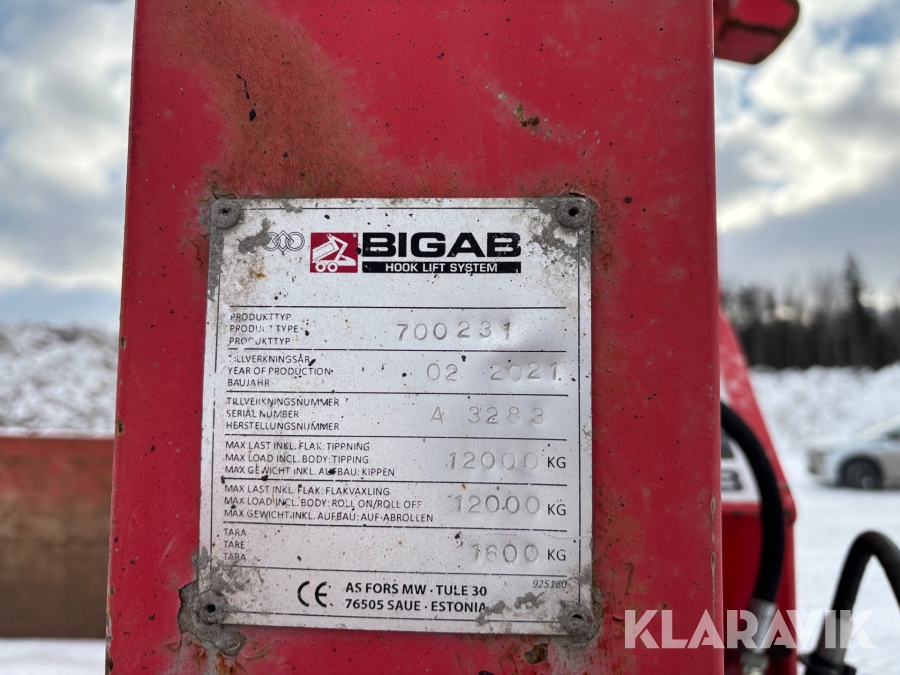 BIGAB
HOOK LIFT SYSTEM
PRODUKTTYP
PRODUCT TYPE
PRODUKTTYP
700231
TILLVERKNINGSÅR
YEAR OF PRODUCTION
BAUJAHR
02 2021
TILLVERKNINGSNUMMER
SERIAL NUMBER
HERSTELLUNGSNUMMER
A 3283
MAX LAST INKL. FLAK: TIPPNING
MAX LOAD INCL. BODY: TIPPING
MAX GEWICHT INKL. AUFBAU: KIPPEN
12000 KG
MAX LAST INKL. FLAK: FLAKVÄXLING
MAX LOAD INCL. BODY: ROLL ON/ROLL OFF
MAX GEWICHT INKL. AUFBAU: AUF-ABROLLEN
12000 KG
TARA
TARE
TARA
1600 KG
925180
CE AS FORS MW · TULE 30
76505 SAUE · ESTONIA
KLARAVIK